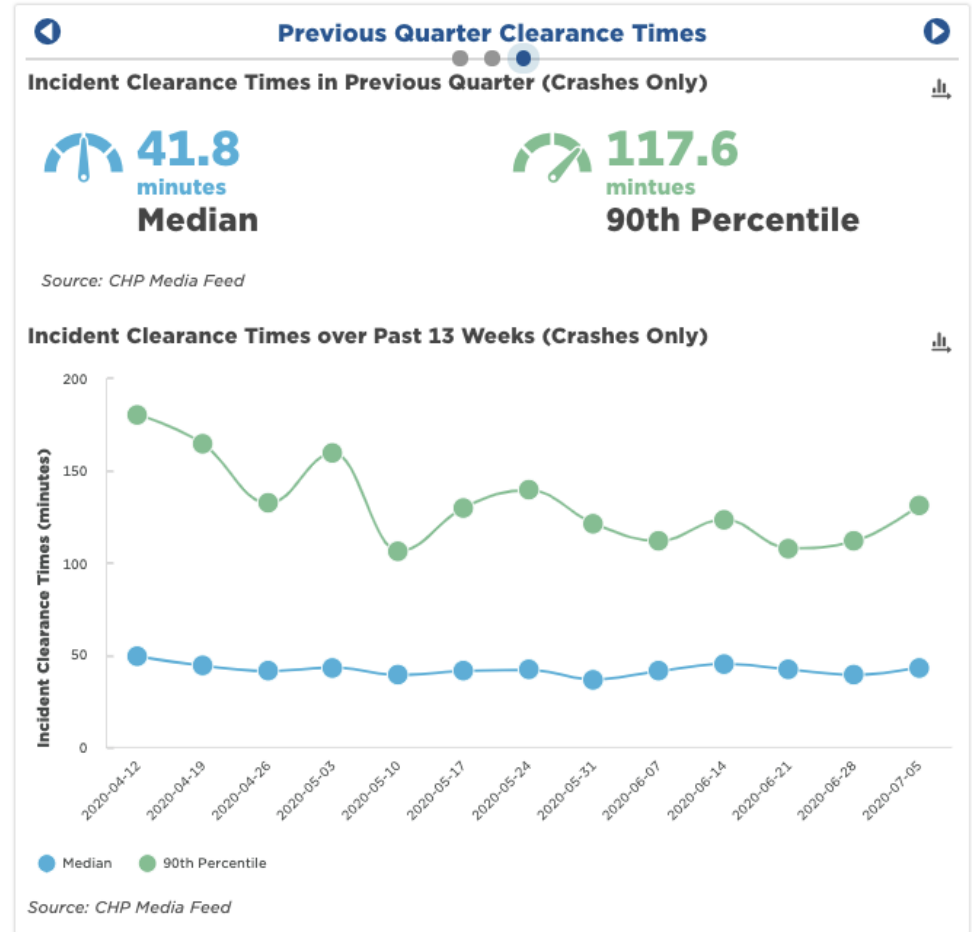 Previous Quarter Clearance Times
Incident Clearance Times in Previous Quarter (Crashes Only)
41.8
minutes
Median
117.6
mintues
90th Percentile
Source: CHP Media Feed
Incident Clearance Times over Past 13 Weeks (Crashes Only)
Incident Clearance Times (minutes)
200
150
100
50
0
2020-04-12
2020-04-19
2020-04-26
2020-05-03
2020-05-10
2020-05-17
2020-05-24
2020-05-31
2020-06-07
2020-06-14
2020-06-21
2020-06-28
2020-07-05
Median
90th Percentile
Source: CHP Media Feed